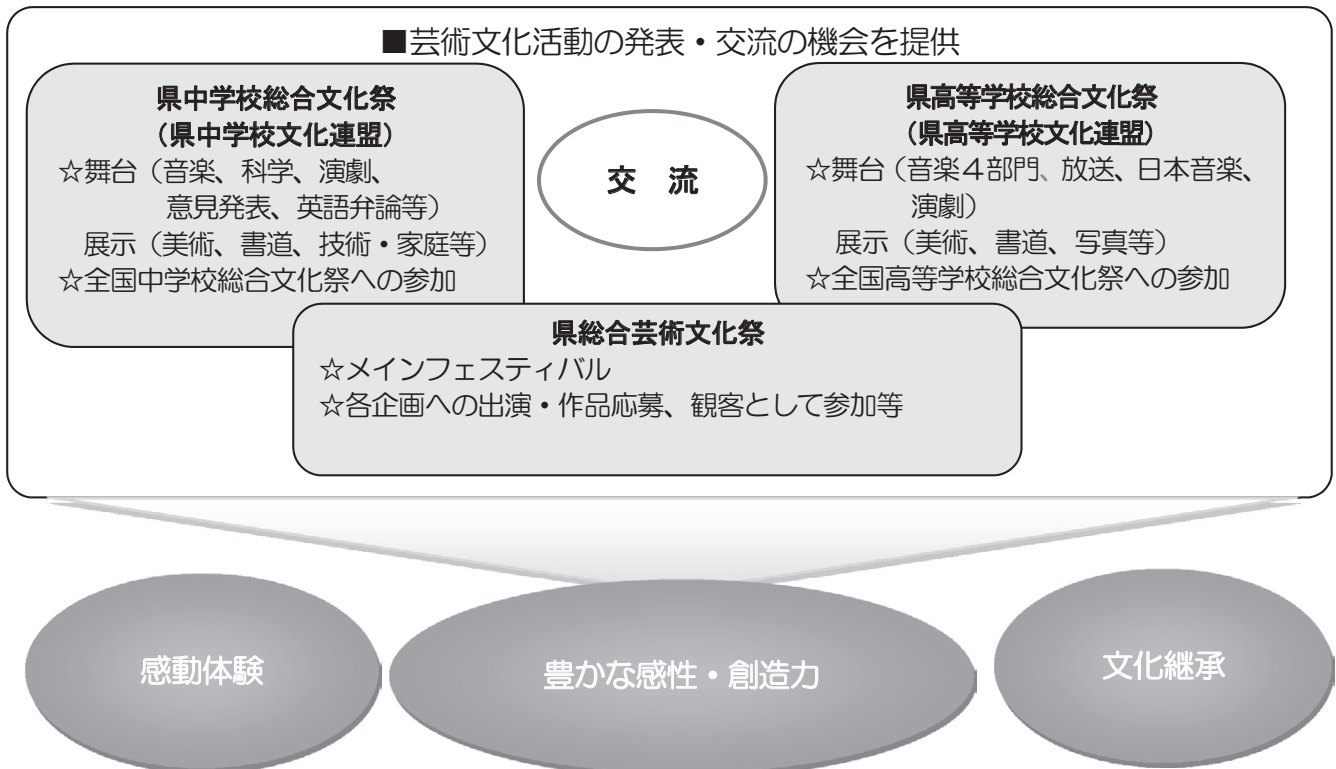 ■芸術文化活動の発表・交流の機会を提供
県中学校総合文化祭
（県中学校文化連盟）
☆舞台（音楽、科学、演劇、
意見発表、英語弁論等）
展示（美術、書道、技術・家庭等）
☆全国中学校総合文化祭への参加
交 流
県高等学校総合文化祭
（県高等学校文化連盟）
☆舞台（音楽４部門、放送、日本音楽、
演劇）
展示（美術、書道、写真等）
☆全国高等学校総合文化祭への参加
県総合芸術文化祭
☆メインフェスティバル
☆各企画への出演・作品応募、観客として参加等
感動体験
豊かな感性・創造力
文化継承